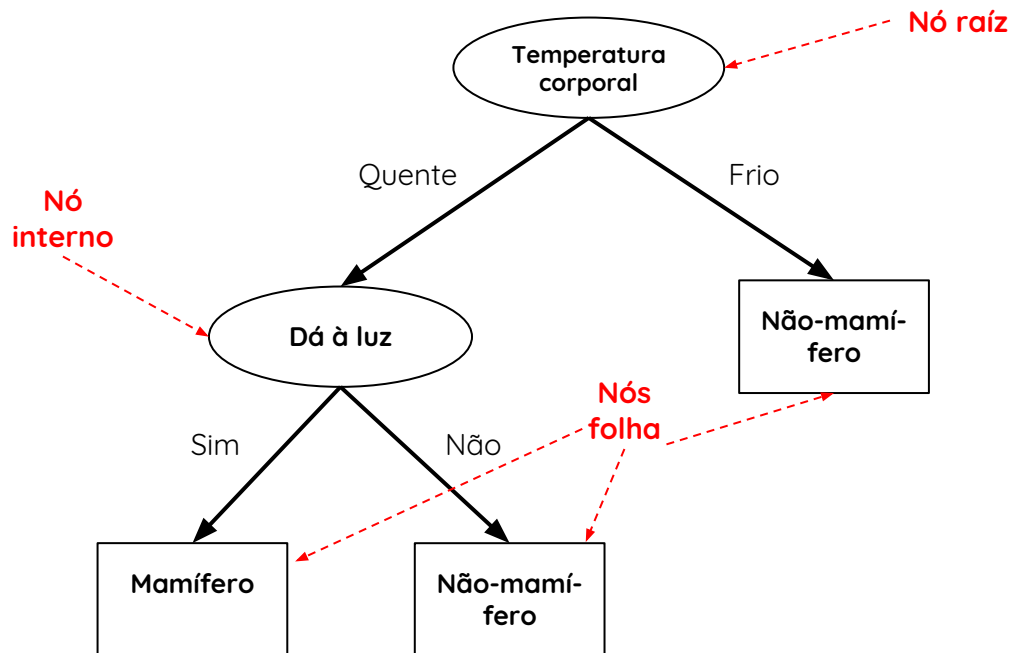 Nó raíz
Temperatura
corporal
Quente
Frio
Nó
interno
Dá à luz
Não-mamí-
fero
Nós
folha
Sim
Não
Mamífero
Não-mamí-
fero